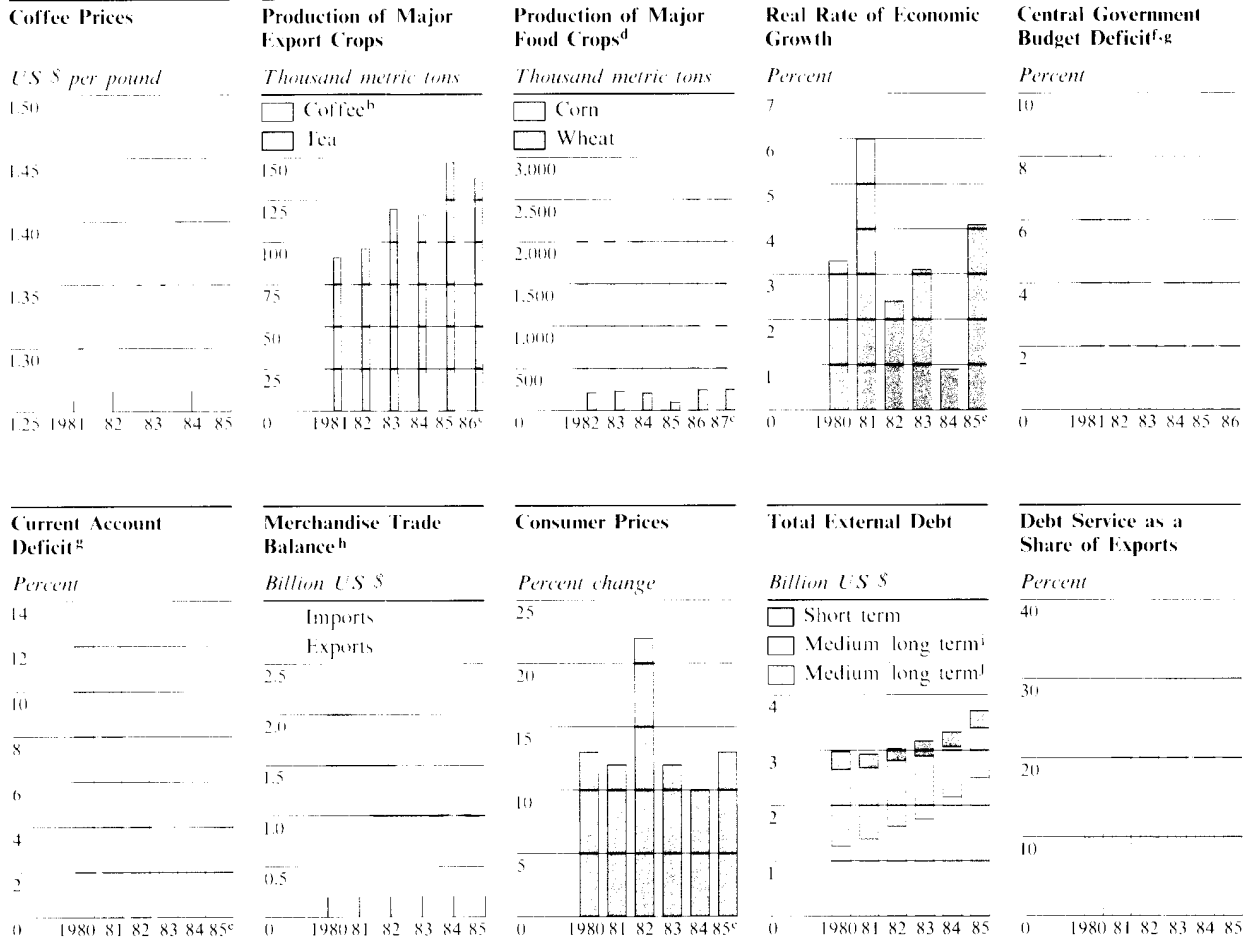 Coffee Prices
US $ per pound
1.50
1.45
1.40
1.35
1.30
1.25 1981 82 83 84 85
Production of Major
Export Crops
Thousand metric tons
Coffee b
Tea
150
125
100
75
50
25
0 1981 82 83 84 85 86 c
Production of Major
Food Crops d
Thousand metric tons
Corn
Wheat
3,000
2,500
2,000
1,500
1,000
500
0 1982 83 84 85 86 87 e
Real Rate of Economic
Growth
Percent
7
6
5
4
3
2
1
0 1980 81 82 83 84 85 c
Central Government
Budget Deficit f,g
Percent
10
8
6
4
2
0 1981 82 83 84 85 86
Current Account
Deficit g
Percent
14
12
10
8
6
4
2
0 1980 81 82 83 84 85 c
Merchandise Trade
Balance h
Billion US $
Imports
Exports
2.5
2.0
1.5
1.0
0.5
0 1980 81 82 83 84 85
Consumer Prices
Percent change
25
20
15
10
5
0 1980 81 82 83 84 85 c
Total External Debt
Billion US $
Short term
Medium long term i
Medium long term j
4
3
2
1
0 1980 81 82 83 84 85
Debt Service as a
Share of Exports
Percent
40
30
20
10
0 1980 81 82 83 84 85